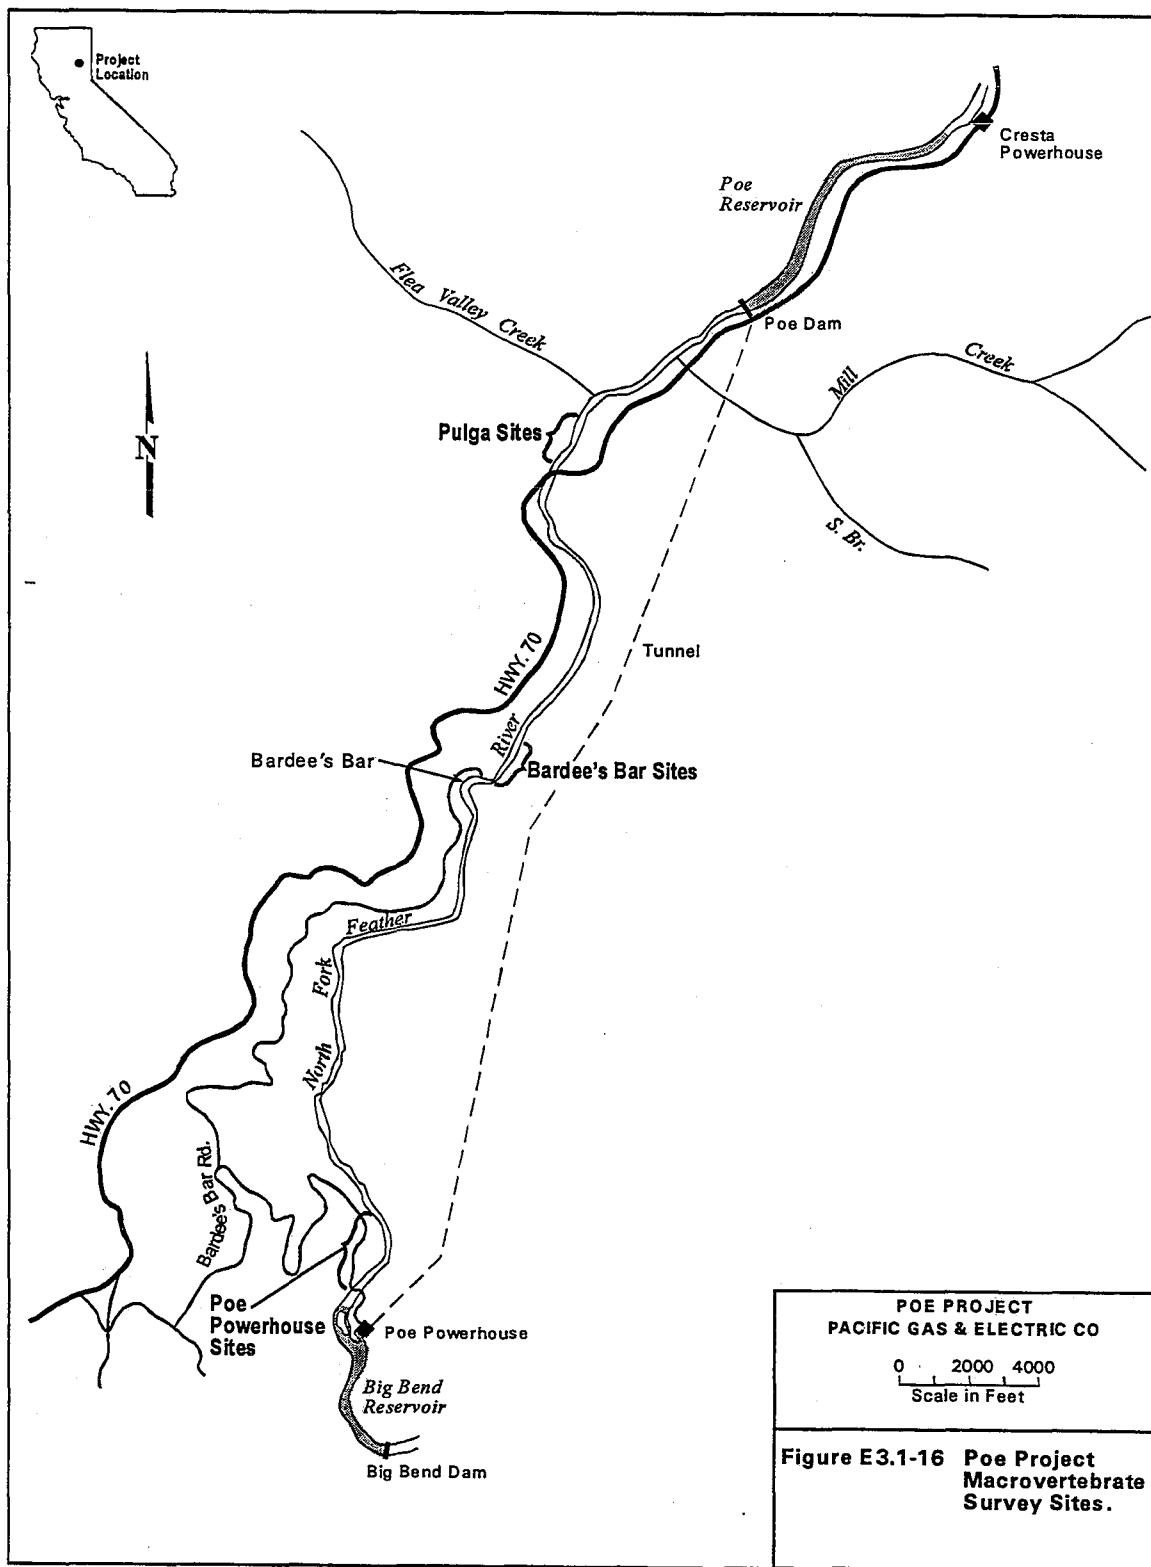 Project
Location
Cresta
Powerhouse
Poe
Reservoir
Flea Valley Creek
Poe Dam
Mill Creek
Pulga Sites
N
S. Br.
HWY. 70
Tunnel
River
Bardee's Bar
Bardee's Bar Sites
Feather
Fork
North
HWY. 70
Bardee's Bar Rd.
Poe
Powerhouse
Sites
Poe Powerhouse
Big Bend
Reservoir
Big Bend Dam
POE PROJECT
PACIFIC GAS & ELECTRIC CO
0 2000 4000
Scale in Feet
Figure E3.1-16 Poe Project
Macrovertebrate
Survey Sites.